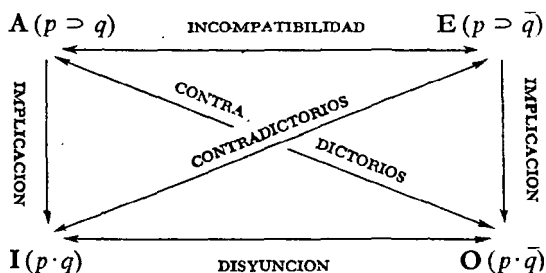 A (p ⊃ q) INCOMPATIBILIDAD E (p ⊃ q̄)
IMPLICACION
CONTRA
CONTRADICTORIOS
DICTORIOS
IMPLICACION
I (p · q) DISYUNCION O (p · q̄)